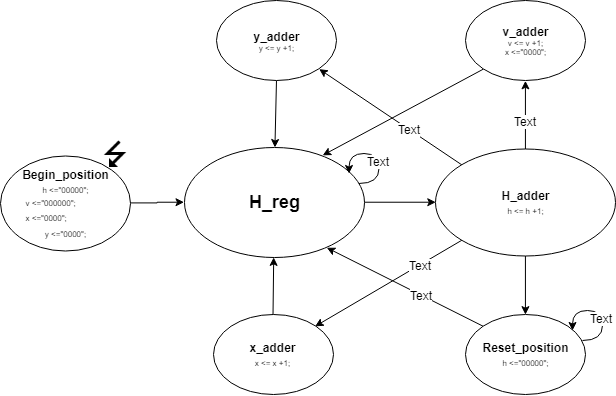 y_adder
y <= y +1;
v_adder
v <= v +1;
x <="0000";
Text
Text
Text
Begin_position
h <="00000";
v <="000000";
x <="0000";
y <="0000";
H_reg
H_adder
h <= h +1;
Text
Text
Text
x_adder
x <= x +1;
Reset_position
h <="00000";